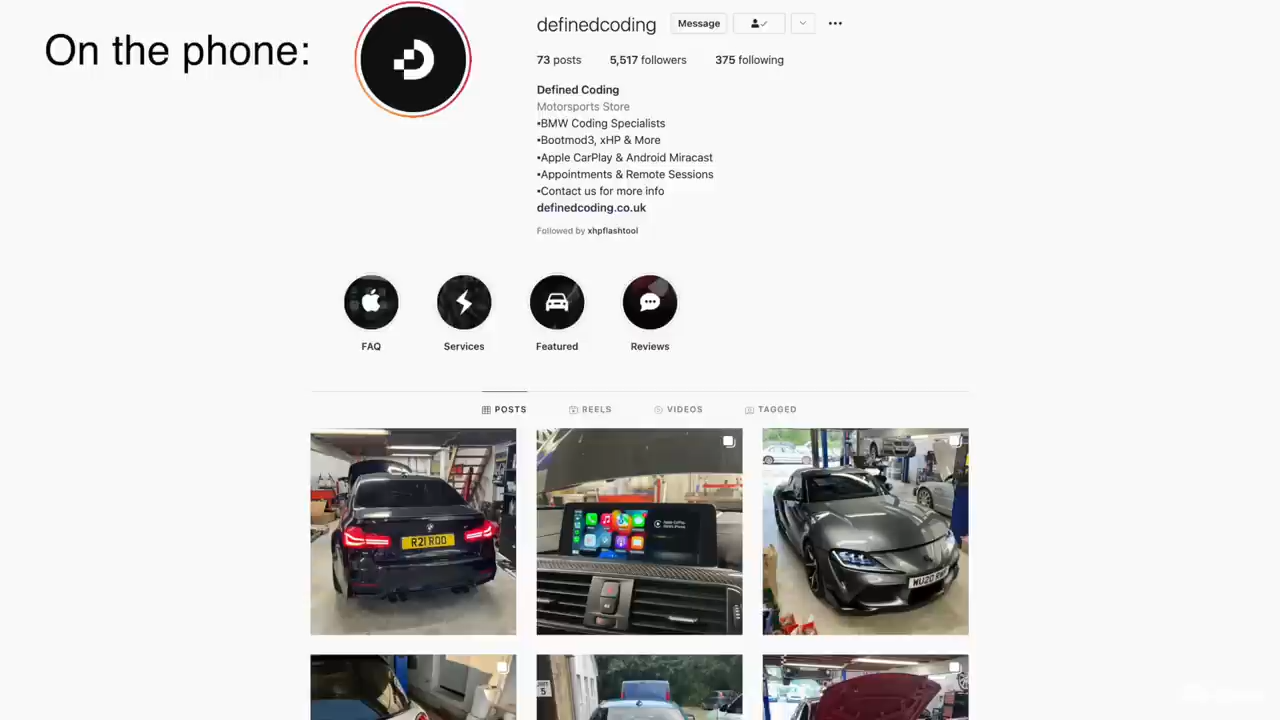 On the phone:
definedcoding Message
73 posts 5,517 followers 375 following
Defined Coding
Motorsports Store
•BMW Coding Specialists
•Bootmod3, xHP & More
•Apple CarPlay & Android Miracast
•Appointments & Remote Sessions
•Contact us for more info
definedcoding.co.uk
Followed by xhpflashtool
FAQ Services Featured Reviews
POSTS REELS VIDEOS TAGGED
R21 ROO
5